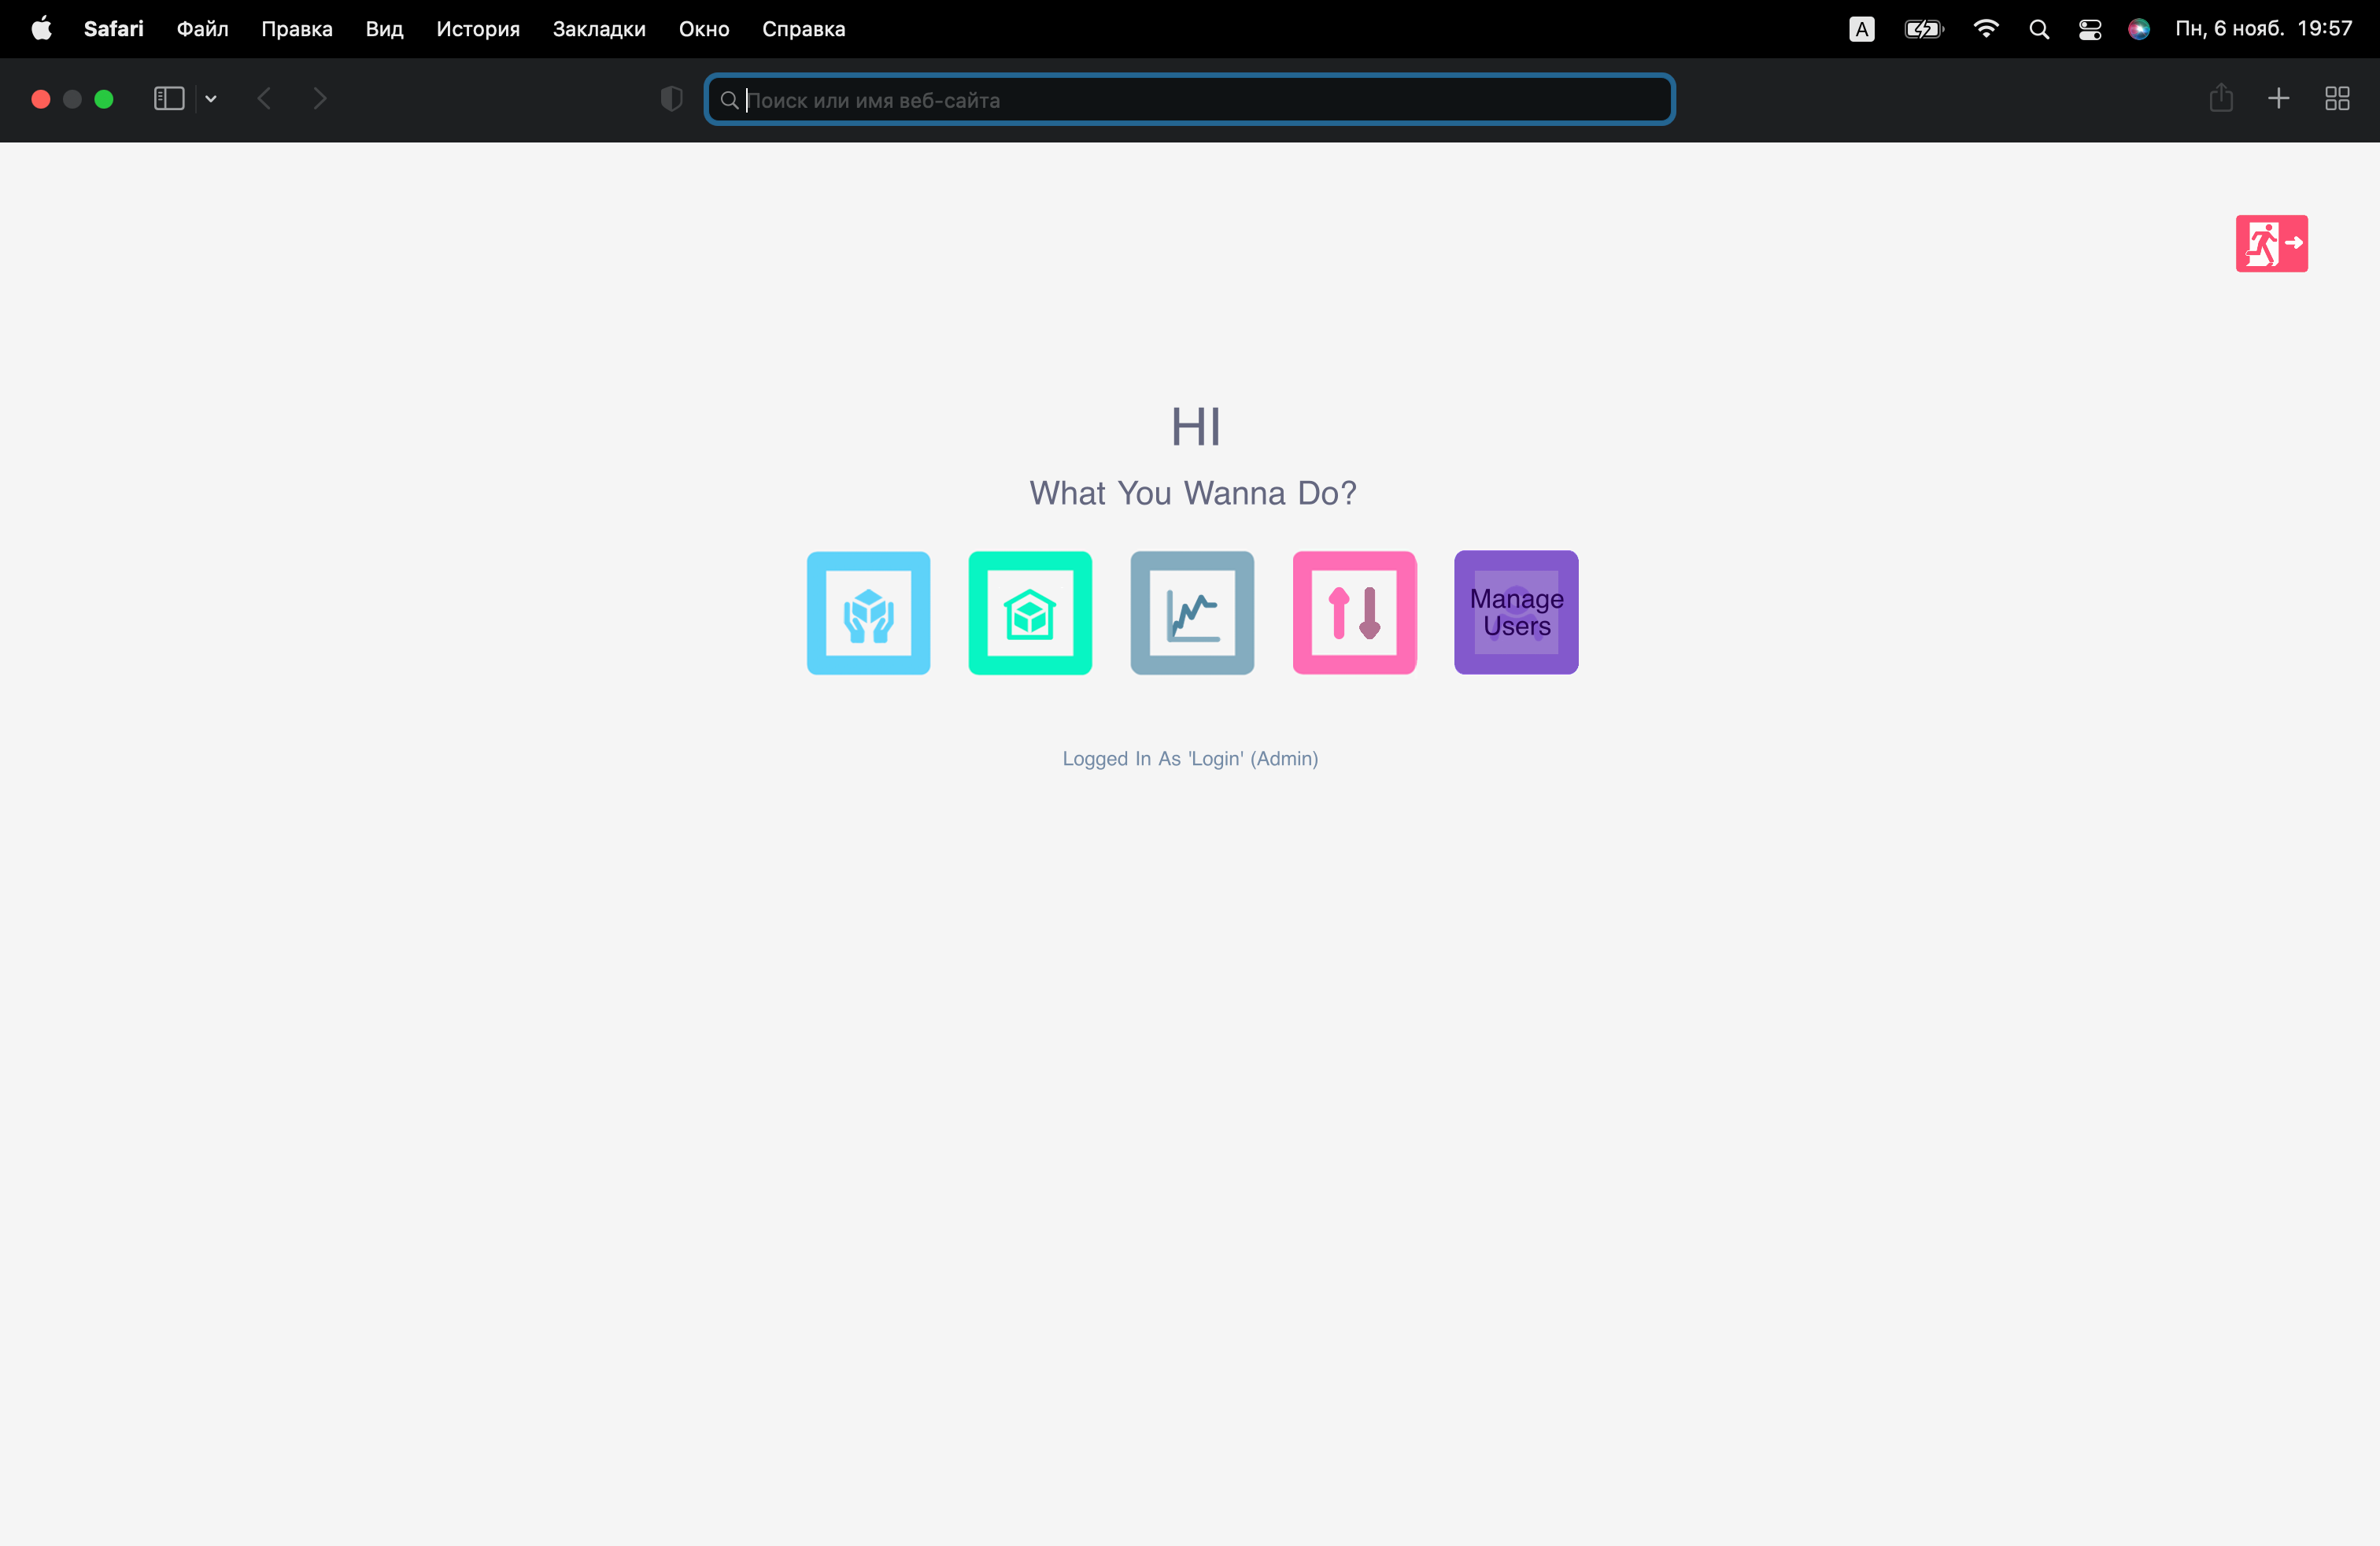 Safari Файл Правка Вид История Закладки Окно Справка A Пн, 6 нояб. 19:57
Поиск или имя веб-сайта
HI
What You Wanna Do?
Manage
Users
Logged In As 'Login' (Admin)